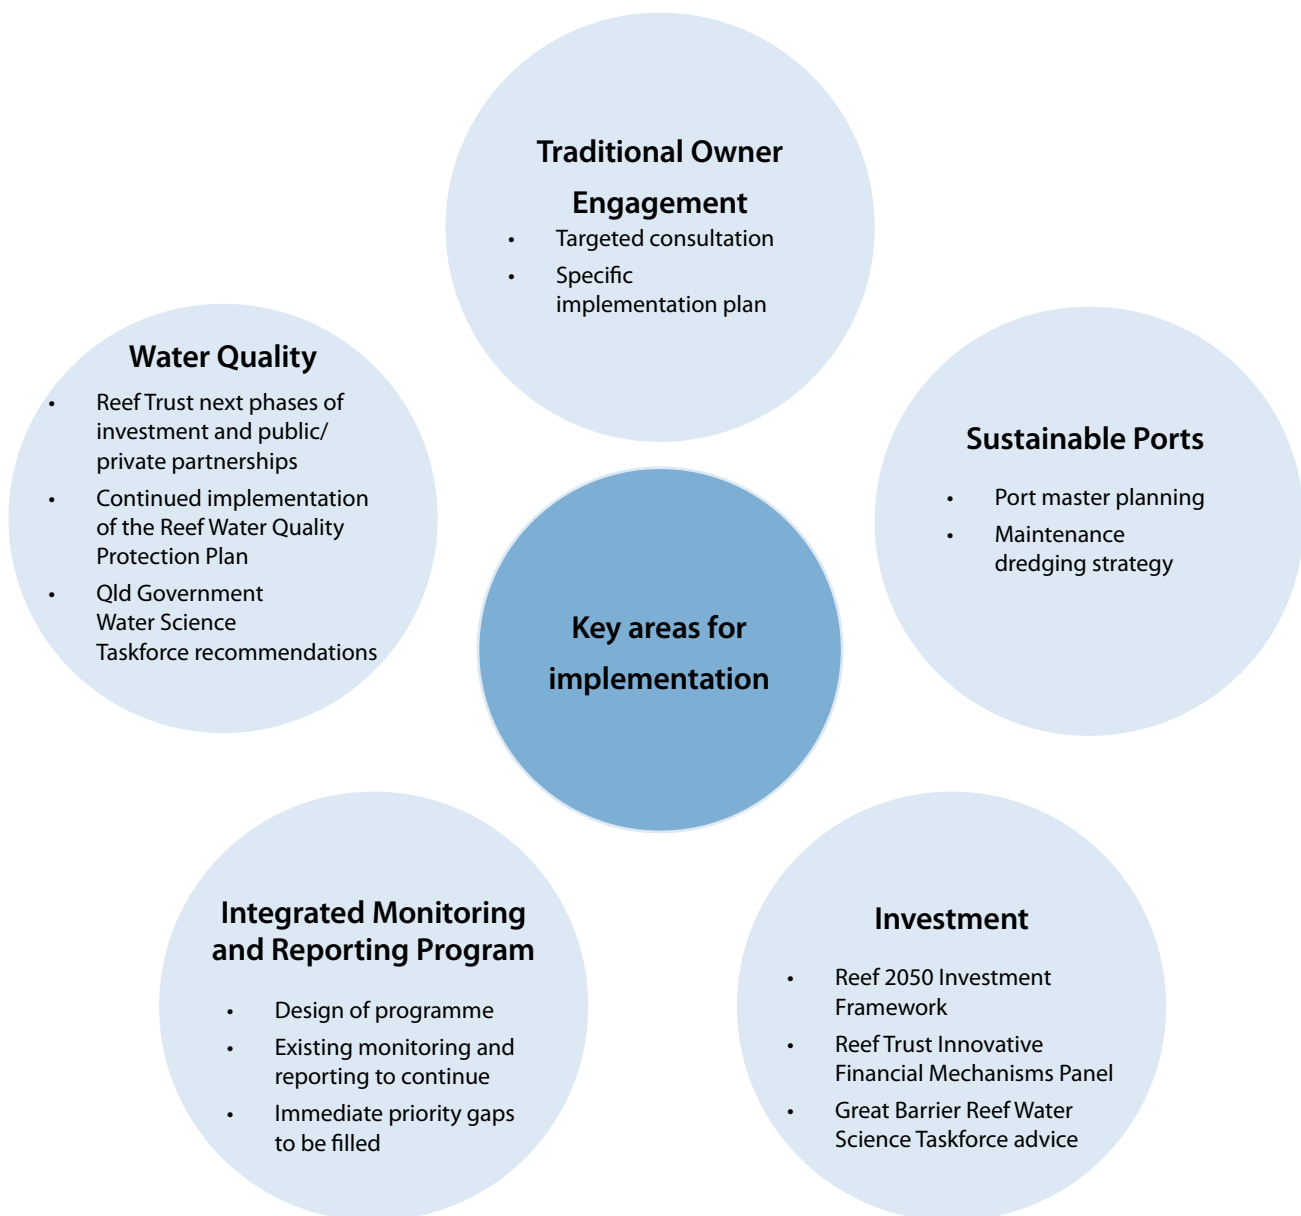 Traditional Owner
Engagement
• Targeted consultation
• Specific
implementation plan
Water Quality
• Reef Trust next phases of
investment and public/
private partnerships
• Continued implementation
of the Reef Water Quality
Protection Plan
• Qld Government
Water Science
Taskforce recommendations
Sustainable Ports
• Port master planning
• Maintenance
dredging strategy
Key areas for
implementation
Integrated Monitoring
and Reporting Program
• Design of programme
• Existing monitoring and
reporting to continue
• Immediate priority gaps
to be filled
Investment
• Reef 2050 Investment
Framework
• Reef Trust Innovative
Financial Mechanisms Panel
• Great Barrier Reef Water
Science Taskforce advice